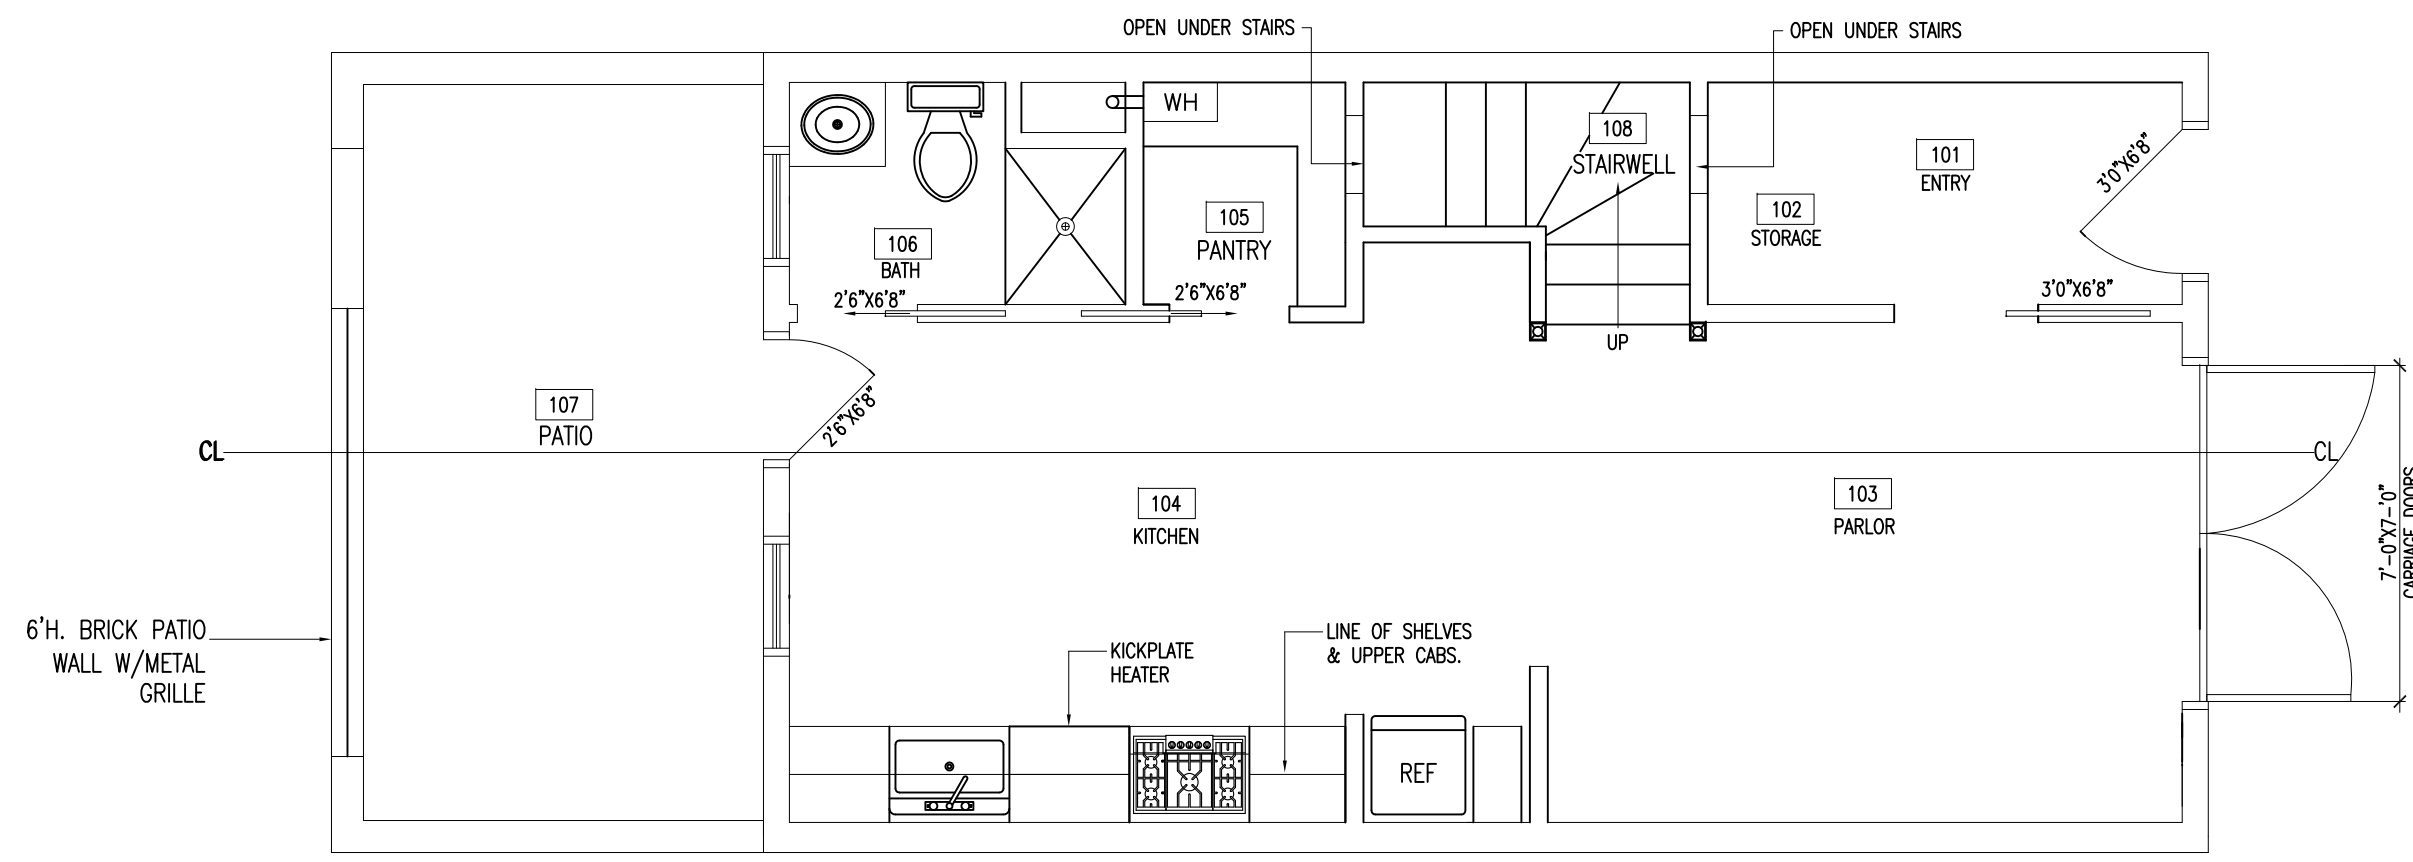 OPEN UNDER STAIRS
OPEN UNDER STAIRS
WH
108
STAIRWELL
101
ENTRY
3'0"X6'8"
102
STORAGE
105
PANTRY
106
BATH
2'6"X6'8"
2'6"X6'8"
3'0"X6'8"
UP
107
PATIO
2'6"X6'8"
CL
CL
104
KITCHEN
103
PARLOR
7'-0"X7-'0"
CARRIAGE DOORS
6'H. BRICK PATIO
WALL W/METAL
GRILLE
KICKPLATE
HEATER
LINE OF SHELVES
& UPPER CABS.
REF